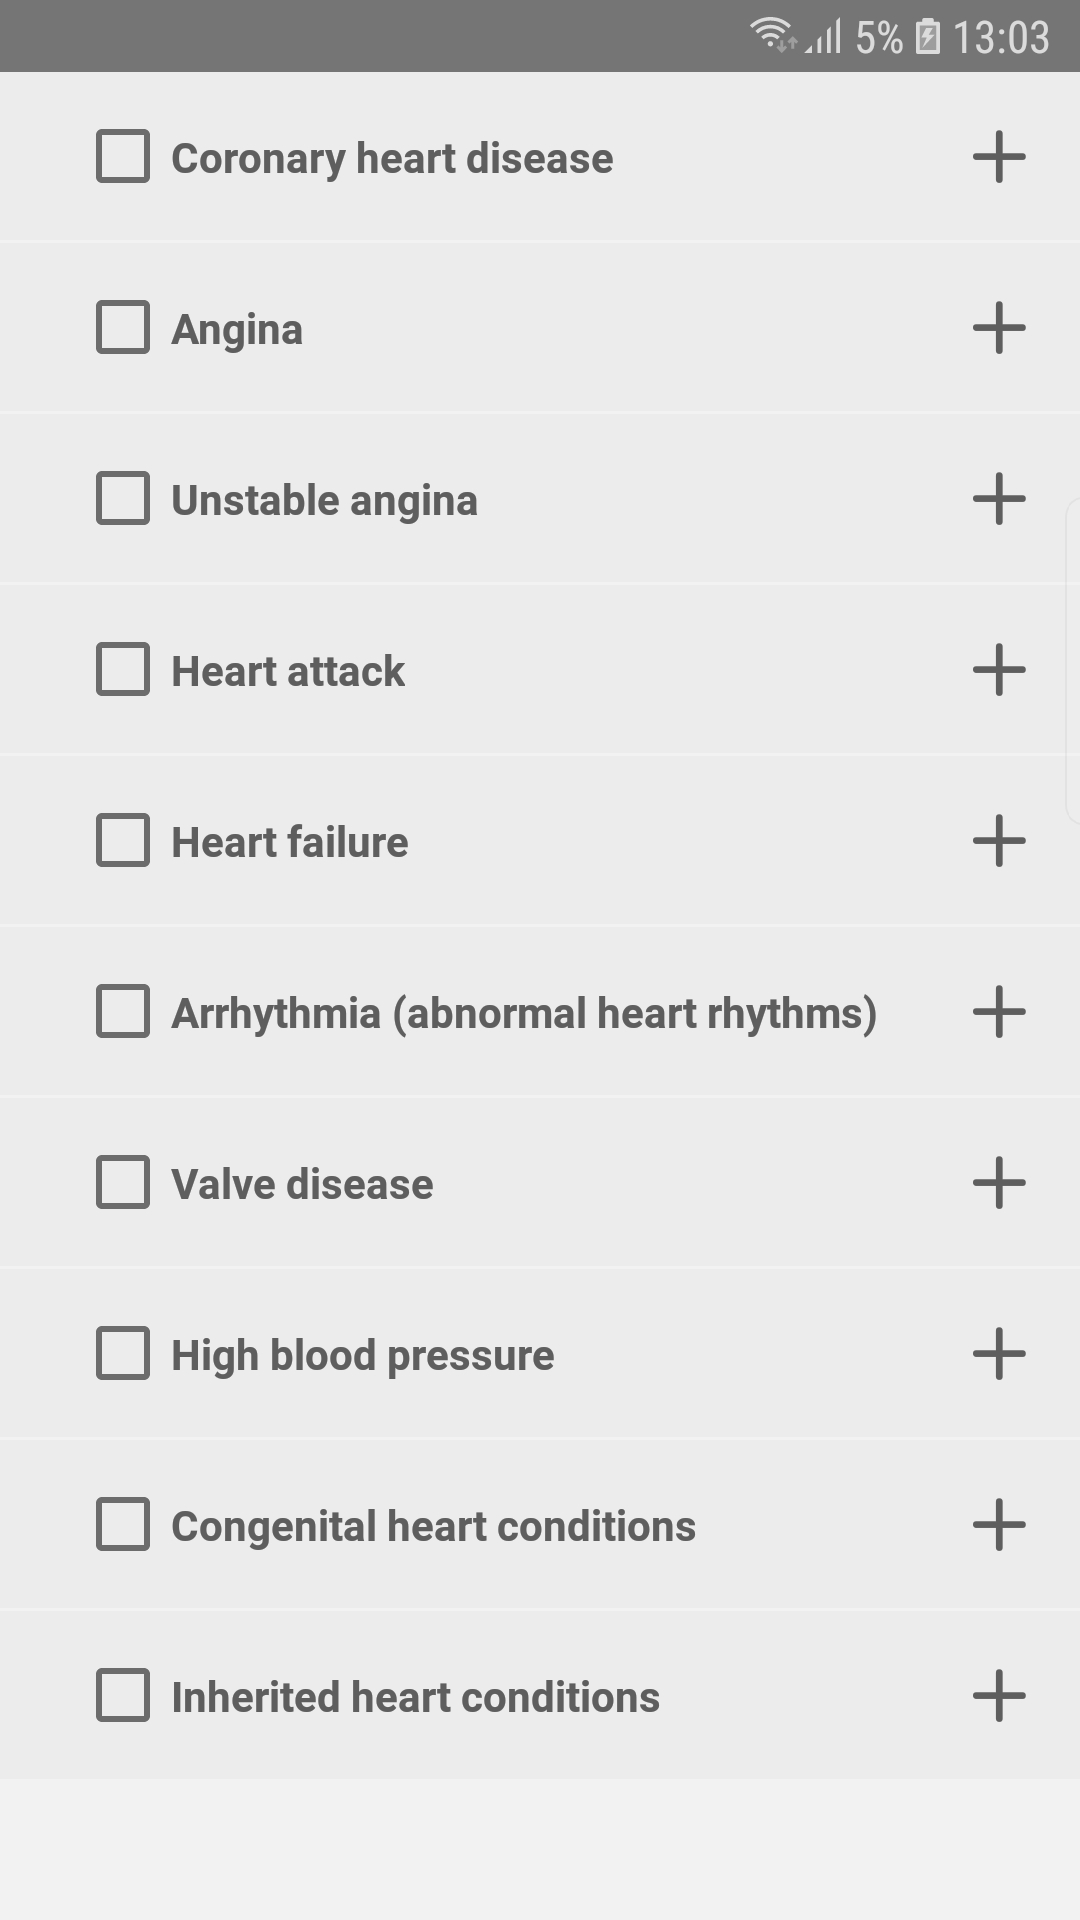 5% 13:03
Coronary heart disease
Angina
Unstable angina
Heart attack
Heart failure
Arrhythmia (abnormal heart rhythms)
Valve disease
High blood pressure
Congenital heart conditions
Inherited heart conditions